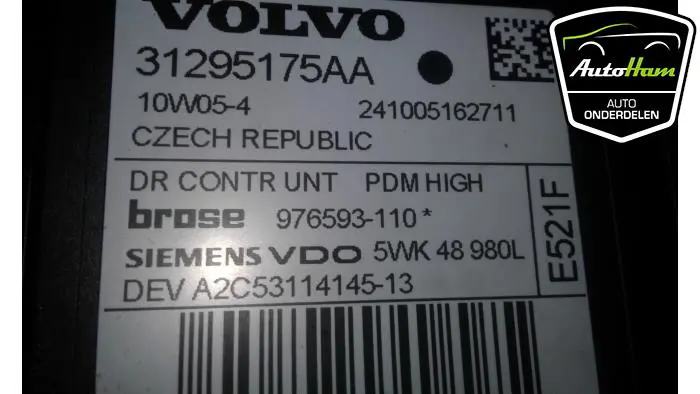 VOLVO
31295175AA
10W05-4 241005162711
CZECH REPUBLIC
DR CONTR UNT PDM HIGH
brose 976593-110*
SIEMENS VDO 5WK 48 980L
DEV A2C53114145-13
E521F
AutoHam
AUTO
ONDERDELEN